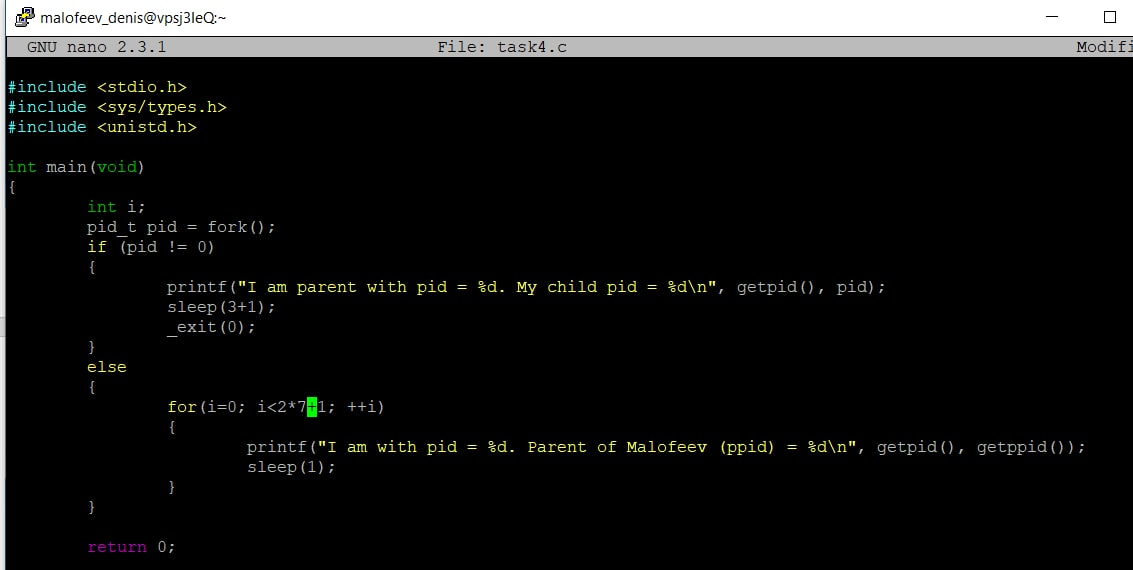 malofeev_denis@vpsj3IeQ:~
GNU nano 2.3.1 File: task4.c Modifi
#include <stdio.h>
#include <sys/types.h>
#include <unistd.h>
int main(void)
{
int i;
pid_t pid = fork();
if (pid != 0)
{
printf("I am parent with pid = %d. My child pid = %d\n", getpid(), pid);
sleep(3+1);
_exit(0);
}
else
{
for(i=0; i<2*7+1; ++i)
{
printf("I am with pid = %d. Parent of Malofeev (ppid) = %d\n", getpid(), getppid());
sleep(1);
}
}
return 0;